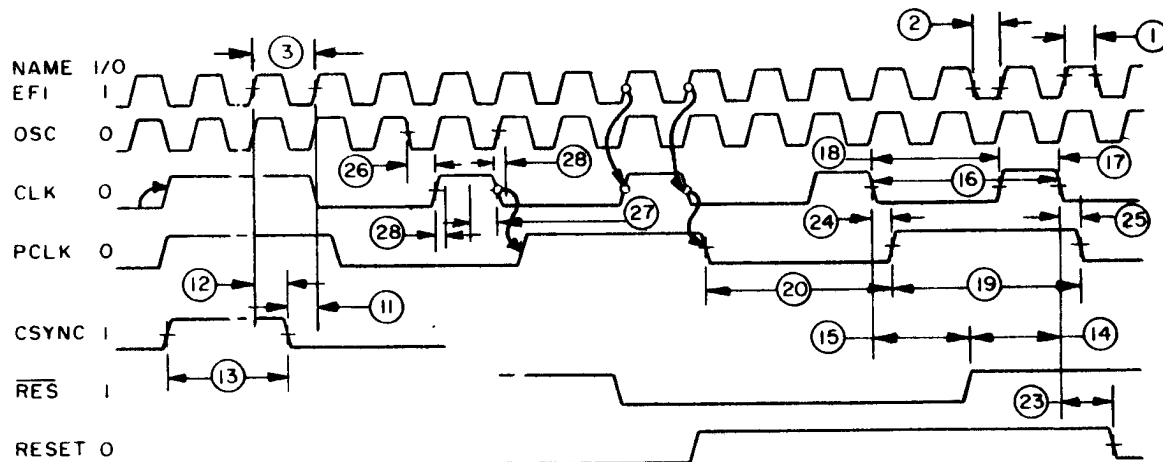 2 1
3
NAME I/O
EFI I
OSC O
26 28 18 17
CLK O 16
27
28 24 25
PCLK O
12 20 19
11
CSYNC I 15 14
13
RES I
23
RESET O